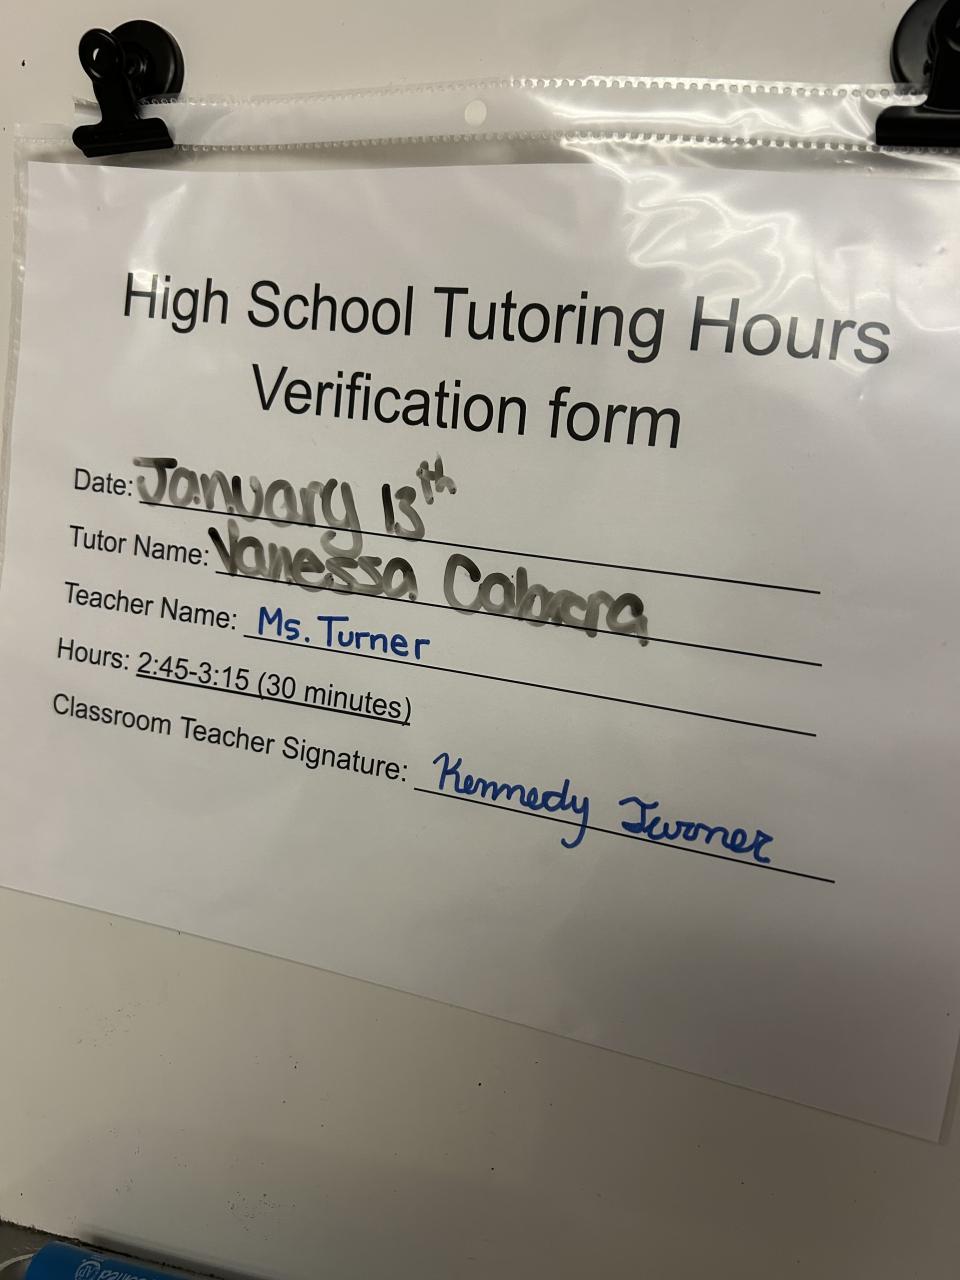 High School Tutoring Hours
Verification form
Date: January 13th
Tutor Name: Vanessa Cabrera
Teacher Name: Ms. Turner
Hours: 2:45-3:15 (30 minutes)
Classroom Teacher Signature: Kennedy Turner